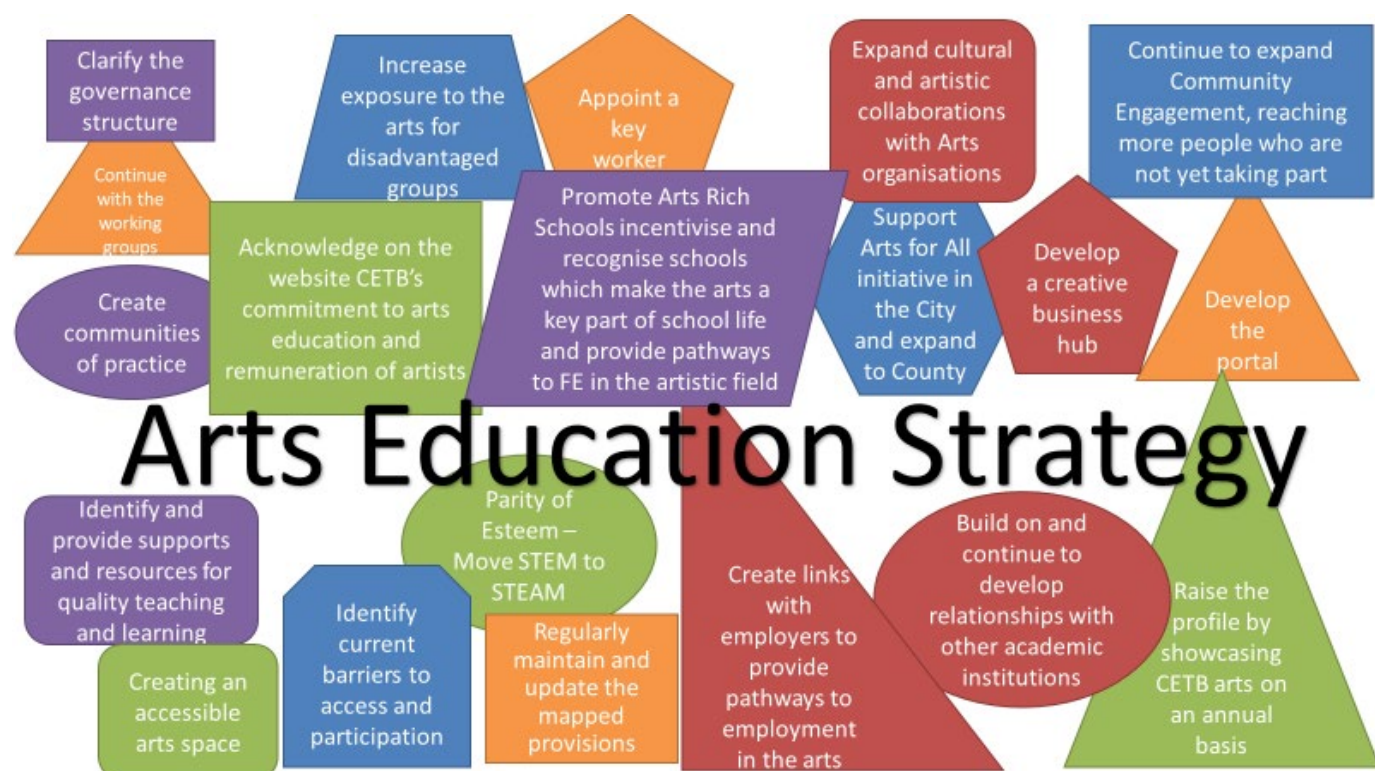 Clarify the
governance
structure
Continue
with the
working
groups
Create
communities
of practice
Increase
exposure to the
arts for
disadvantaged
groups
Acknowledge on the
website CETB’s
commitment to arts
education and
remuneration of artists
Appoint a
key
worker
Promote Arts Rich
Schools incentivise and
recognise schools
which make the arts a
key part of school life
and provide pathways
to FE in the artistic field
Expand cultural
and artistic
collaborations
with Arts
organisations
Support
Arts for All
initiative in
the City
and expand
to County
Develop
a creative
business
hub
Continue to expand
Community
Engagement, reaching
more people who are
not yet taking part
Develop
the
portal
Arts Education Strategy
Identify and
provide supports
and resources for
quality teaching
and learning
Creating an
accessible
arts space
Identify
current
barriers to
access and
participation
Parity of
Esteem –
Move STEM to
STEAM
Regularly
maintain and
update the
mapped
provisions
Create links
with
employers to
provide
pathways to
employment
in the arts
Build on and
continue to
develop
relationships with
other academic
institutions
Raise the
profile by
showcasing
CETB arts on
an annual
basis